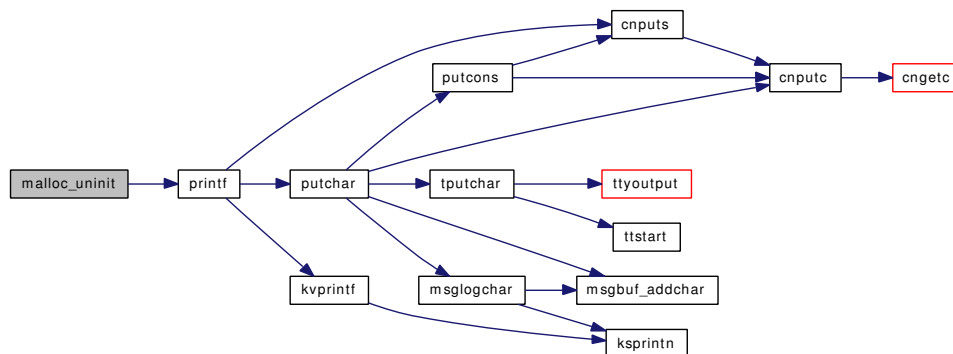 cnputs
putcons
cnputc
cngetc
malloc_uninit
printf
putchar
tputchar
ttyoutput
ttstart
kvprintf
msglogchar
msgbuf_addchar
ksprintn